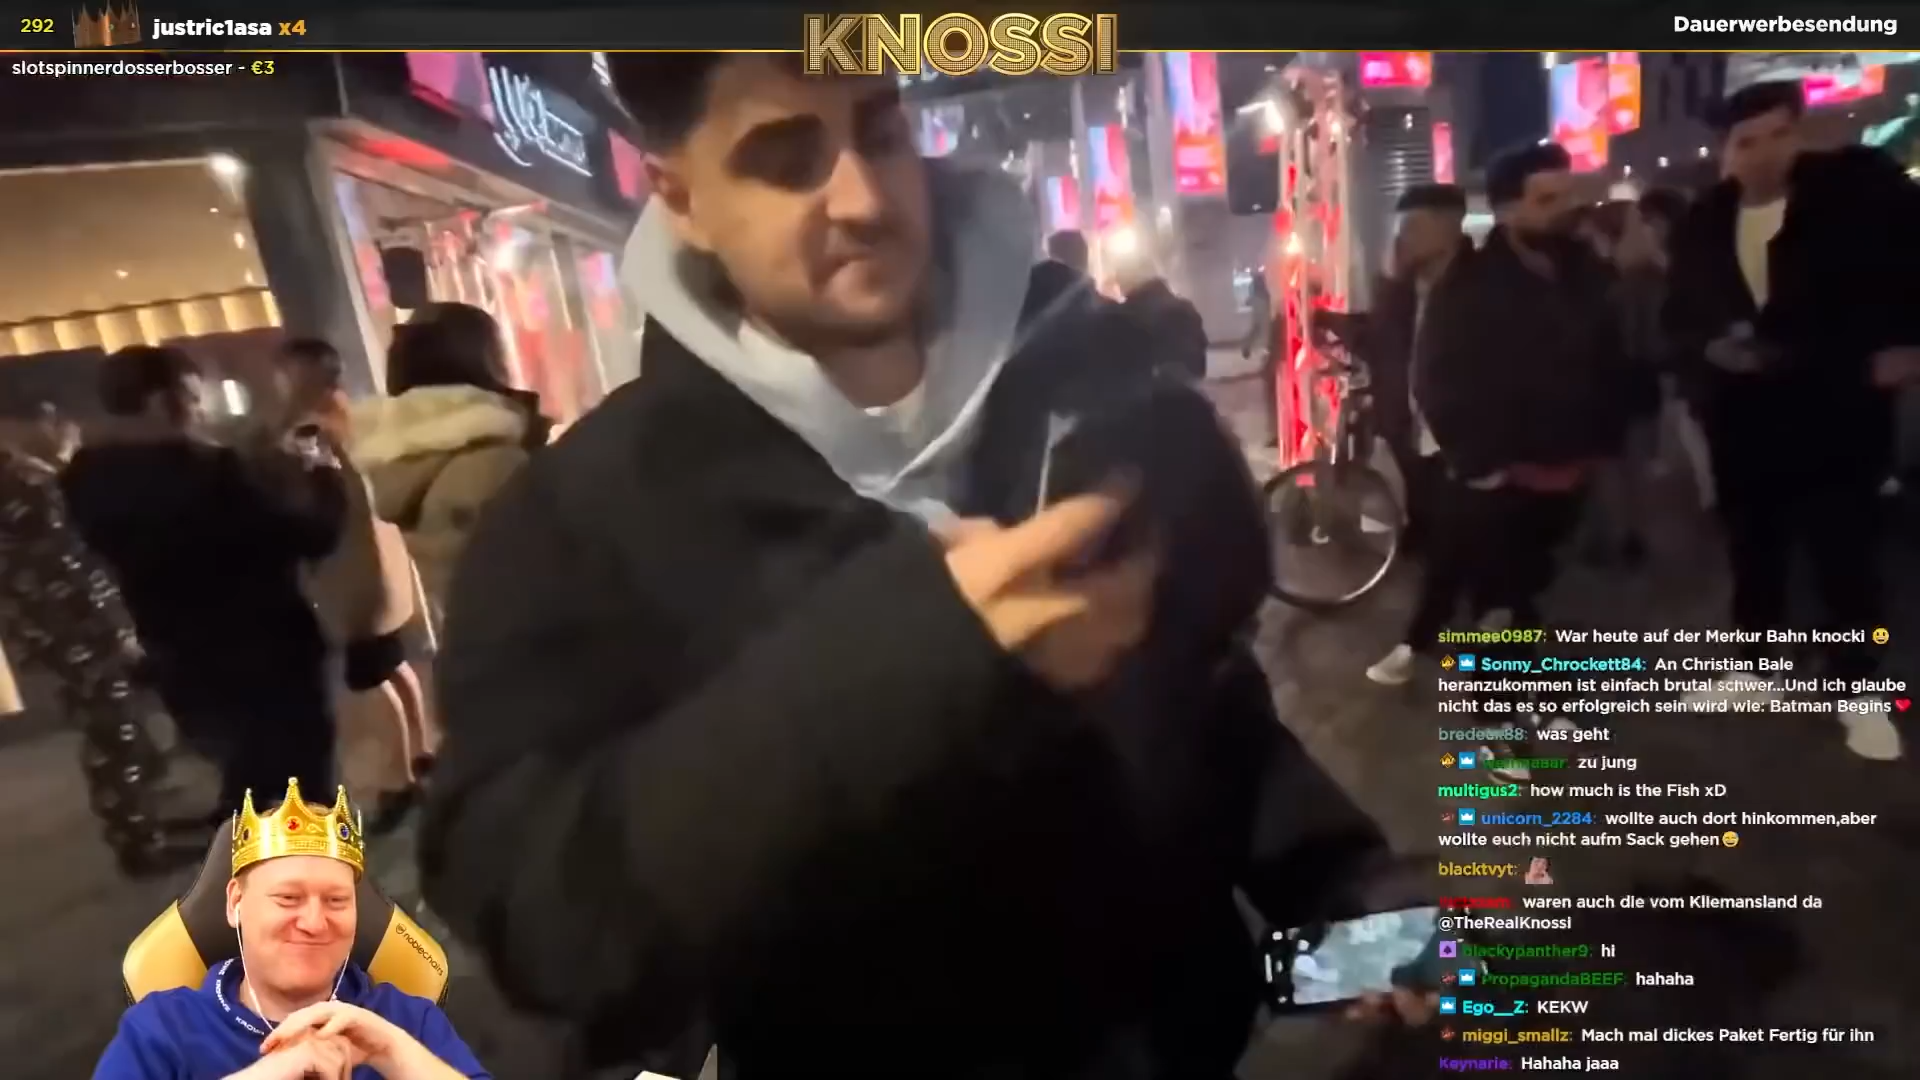 292
justric1asa x4
KNOSSI
Dauerwerbesendung
slotspinnerdosserbosser - €3
simmee0987: War heute auf der Merkur Bahn knocki
Sonny_Chrockett84: An Christian Bale
heranzukommen ist einfach brutal schwer...Und ich glaube
nicht das es so erfolgreich sein wird wie: Batman Begins
was geht
zu jung
multigus2: how much is the Fish xD
unicorn_2284: wollte auch dort hinkommen,aber
wollte euch nicht aufm Sack gehen
blacktvyt:
waren auch die vom Kliemansland da
@TheRealKnossi
blackypanther9: hi
PropagandaBEEF: hahaha
Ego__Z: KEKW
miggi_smallz: Mach mal dickes Paket Fertig für ihn
Keynarie: Hahaha jaaa
noblechairs